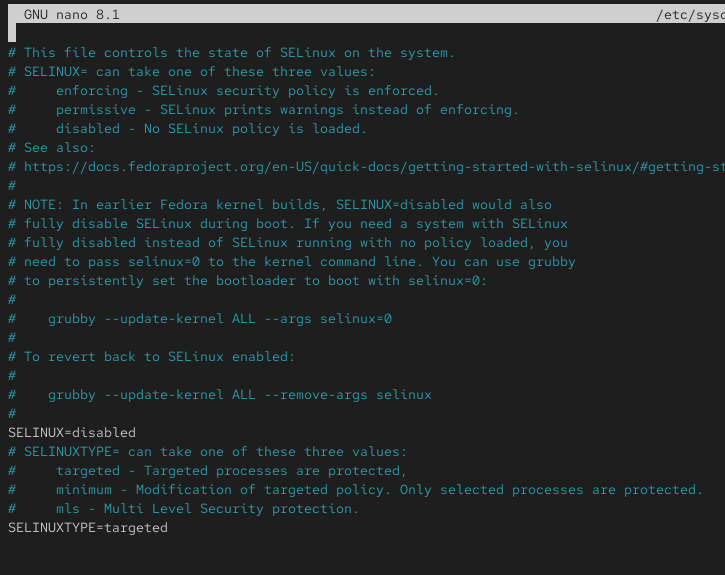 GNU nano 8.1 /etc/sysc
# This file controls the state of SELinux on the system.
# SELINUX= can take one of these three values:
#     enforcing - SELinux security policy is enforced.
#     permissive - SELinux prints warnings instead of enforcing.
#     disabled - No SELinux policy is loaded.
# See also:
# https://docs.fedoraproject.org/en-US/quick-docs/getting-started-with-selinux/#getting-st
#
# NOTE: In earlier Fedora kernel builds, SELINUX=disabled would also
# fully disable SELinux during boot. If you need a system with SELinux
# fully disabled instead of SELinux running with no policy loaded, you
# need to pass selinux=0 to the kernel command line. You can use grubby
# to persistently set the bootloader to boot with selinux=0:
#
#    grubby --update-kernel ALL --args selinux=0
#
# To revert back to SELinux enabled:
#
#    grubby --update-kernel ALL --remove-args selinux
#
SELINUX=disabled
# SELINUXTYPE= can take one of these three values:
#     targeted - Targeted processes are protected,
#     minimum - Modification of targeted policy. Only selected processes are protected.
#     mls - Multi Level Security protection.
SELINUXTYPE=targeted